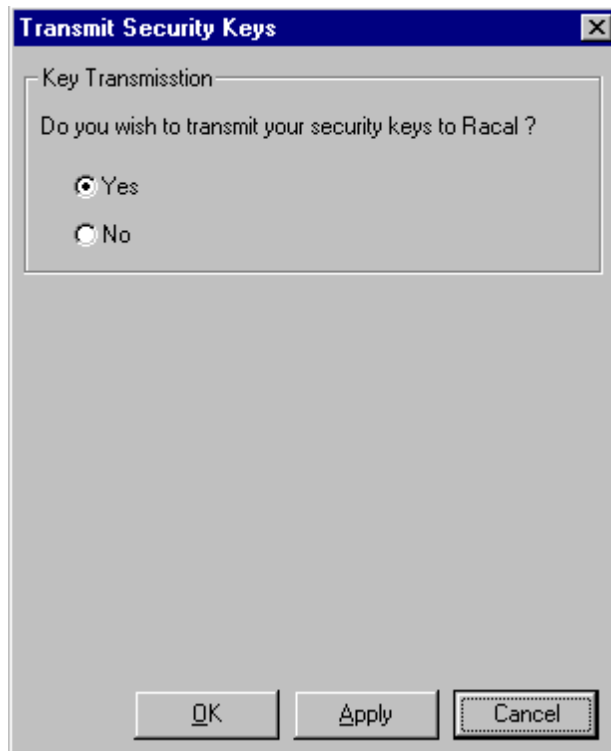 Transmit Security Keys
Key Transmisstion
Do you wish to transmit your security keys to Racal ?
Yes
No
OK Apply Cancel